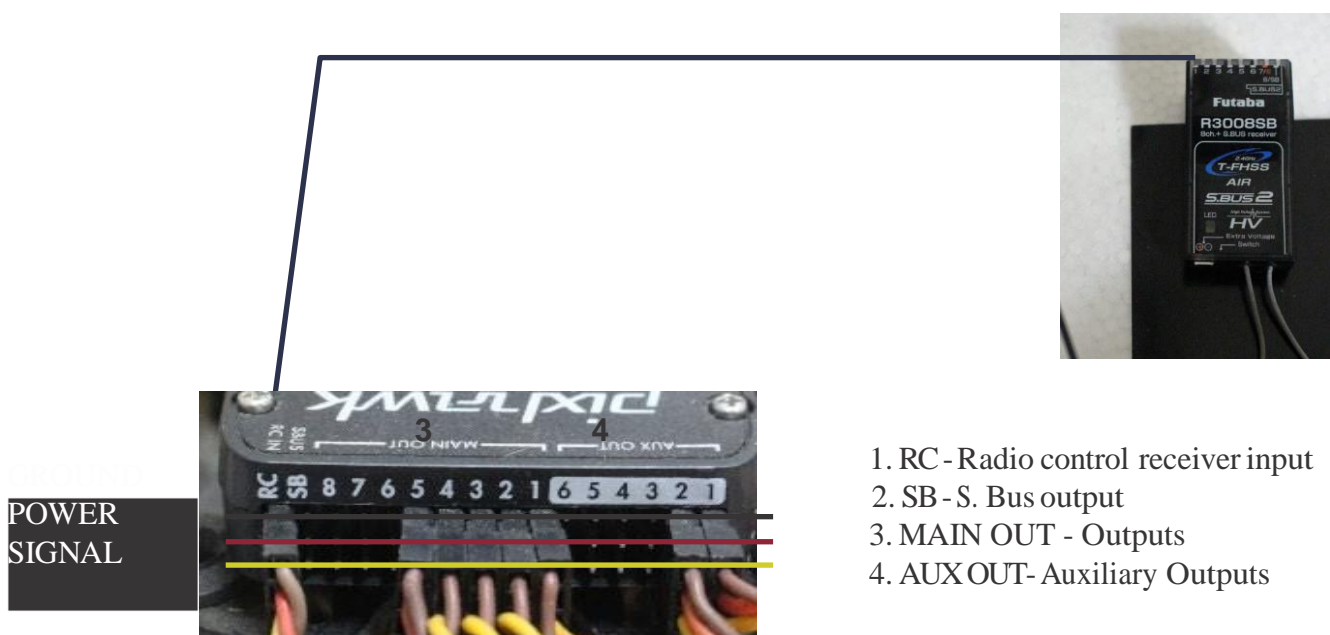 1 2 3 4 5 6 7
8/SB
S.BUS2
Futaba
R3008SB
8ch.+ S.BUS receiver
2.4GHz
T-FHSS
AIR
S.BUS2
LED
HV
Extra Voltage
Switch
pixhawk
RC IN
SBUS
MAIN OUT
AUX OUT
3
4
RC SB 8 7 6 5 4 3 2 1 6 5 4 3 2 1
GROUND
POWER
SIGNAL
1. RC - Radio control receiver input
2. SB - S. Bus output
3. MAIN OUT - Outputs
4. AUX OUT- Auxiliary Outputs